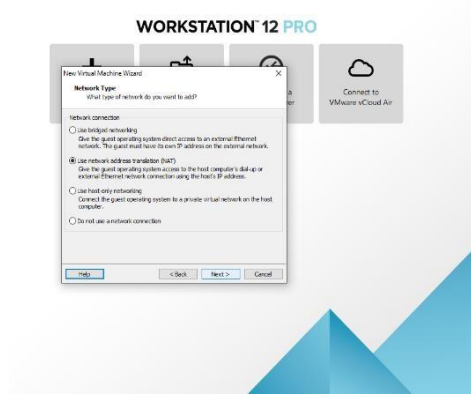 WORKSTATION™ 12 PRO
New Virtual Machine Wizard
Network Type
What type of network do you want to add?
Network connection
Use bridged networking
Give the guest operating system direct access to an external Ethernet
network. The guest must have its own IP address on the external network.
Use network address translation (NAT)
Give the guest operating system access to the host computer's dial-up or
external Ethernet network connection using the host's IP address.
Use host-only networking
Connect the guest operating system to a private virtual network on the host
computer.
Do not use a network connection
Help
< Back
Next >
Cancel
a
er
Connect to
VMware vCloud Air